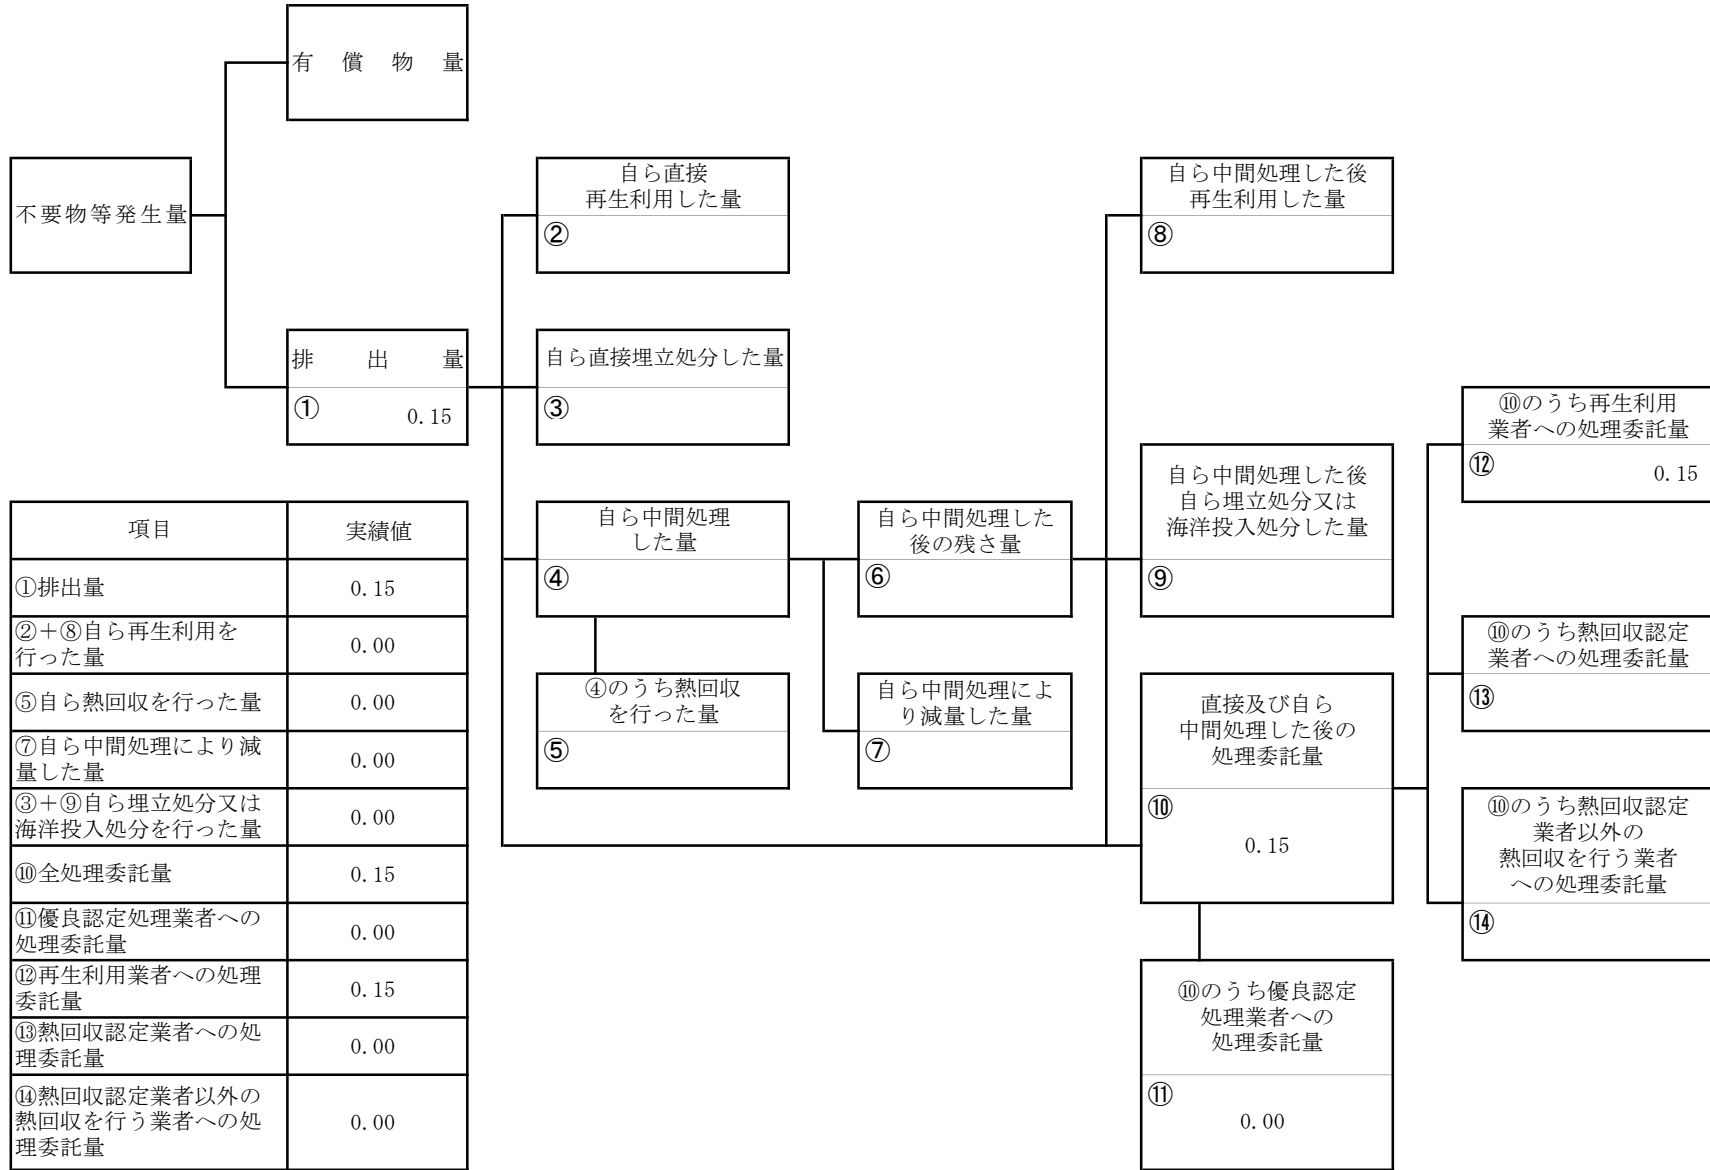 有償物量
不要物等発生量
排出量
①
0.15
自ら直接
再生利用した量
②
自ら直接埋立処分した量
③
自ら中間処理
した量
④
④のうち熱回収
を行った量
⑤
自ら中間処理した
後の残さ量
⑥
自ら中間処理によ
り減量した量
⑦
自ら中間処理した後
再生利用した量
⑧
自ら中間処理した後
自ら埋立処分又は
海洋投入処分した量
⑨
直接及び自ら
中間処理した後の
処理委託量
⑩
0.15
⑩のうち優良認定
処理業者への
処理委託量
⑪
0.00
⑩のうち再生利用
業者への処理委託量
⑫
0.15
⑩のうち熱回収認定
業者への処理委託量
⑬
⑩のうち熱回収認定
業者以外の
熱回収を行う業者
への処理委託量
⑭
項目 実績値
①排出量 0.15
②＋⑧自ら再生利用を
行った量 0.00
⑤自ら熱回収を行った量 0.00
⑦自ら中間処理により減
量した量 0.00
③＋⑨自ら埋立処分又は
海洋投入処分を行った量 0.00
⑩全処理委託量 0.15
⑪優良認定処理業者への
処理委託量 0.00
⑫再生利用業者への処理
委託量 0.15
⑬熱回収認定業者への処
理委託量 0.00
⑭熱回収認定業者以外の
熱回収を行う業者への処
理委託量 0.00